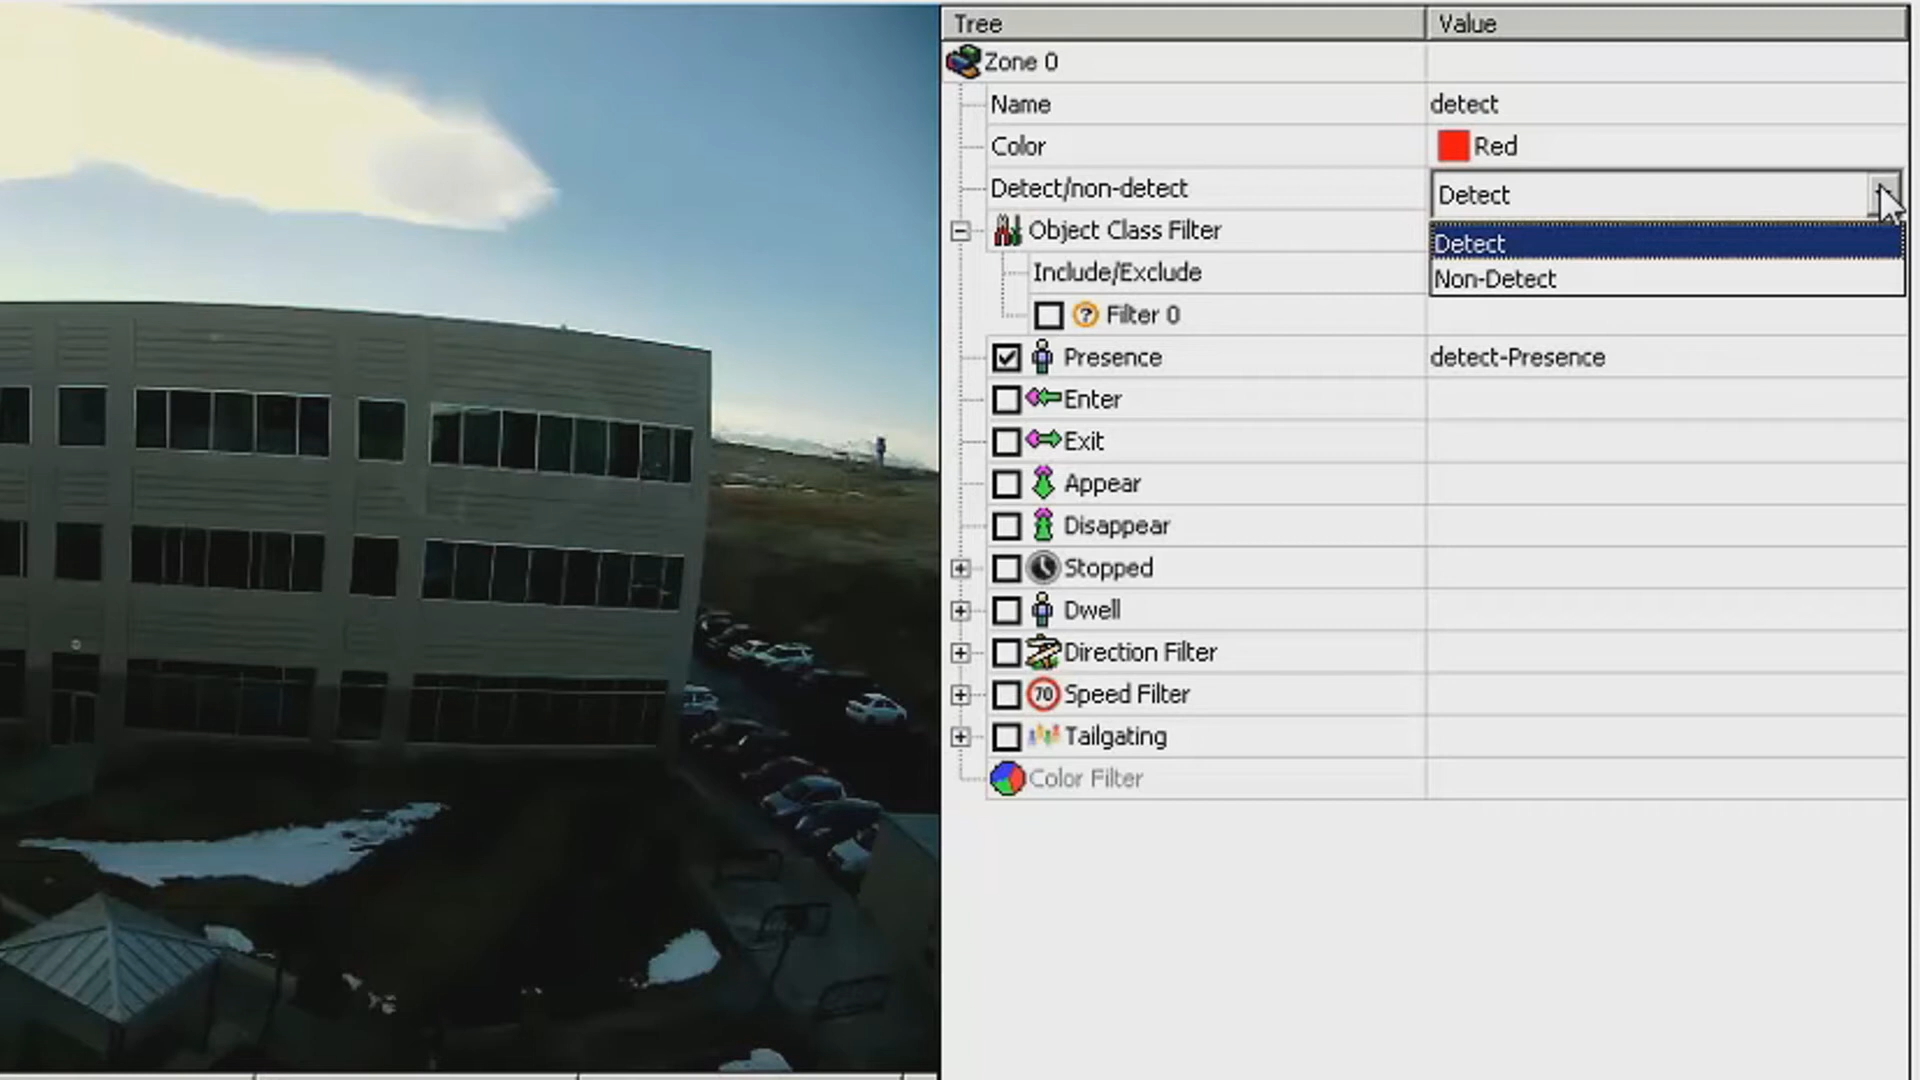 Tree Value
Zone 0
Name detect
Color Red
Detect/non-detect Detect
Object Class Filter Detect
Include/Exclude Non-Detect
? Filter 0
Presence detect-Presence
Enter
Exit
Appear
Disappear
Stopped
Dwell
Direction Filter
70 Speed Filter
Tailgating
Color Filter